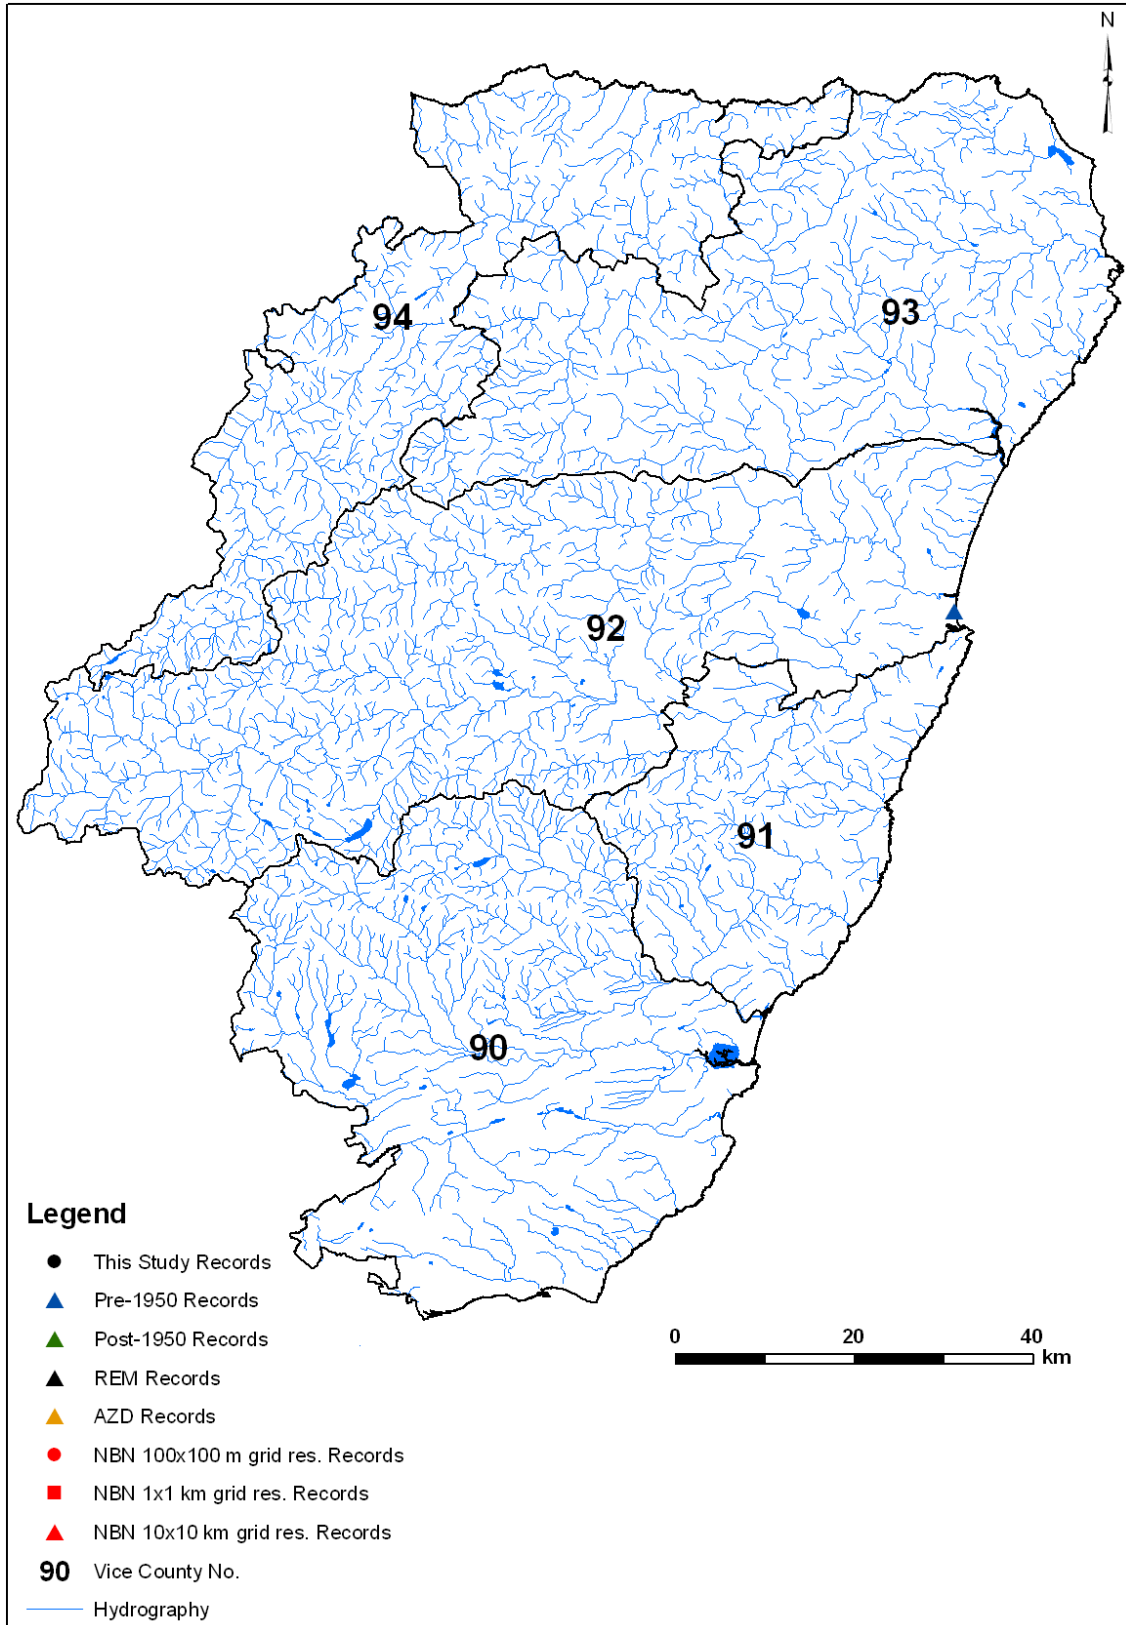 N
94
93
92
91
90
Legend
This Study Records
Pre-1950 Records
Post-1950 Records
REM Records
AZD Records
NBN 100x100 m grid res. Records
NBN 1x1 km grid res. Records
NBN 10x10 km grid res. Records
90 Vice County No.
Hydrography
0 20 40
km